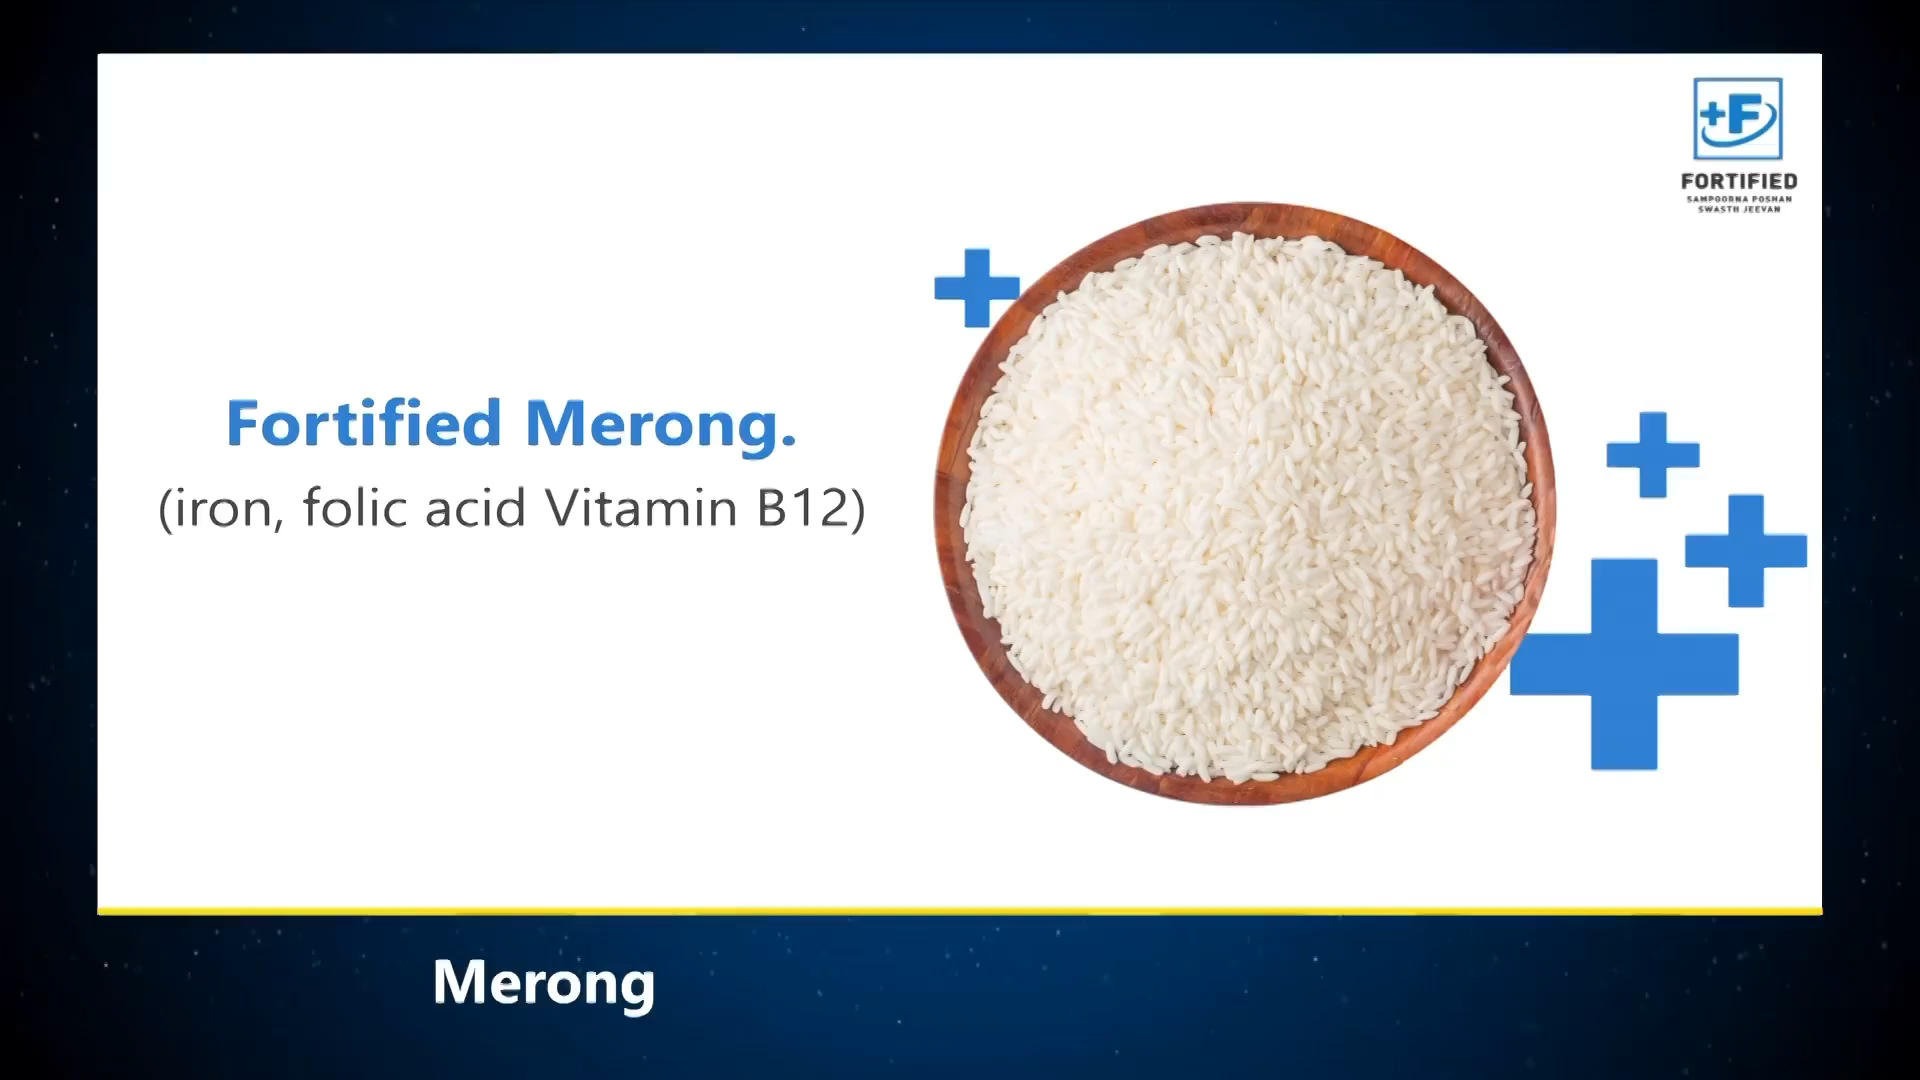 +F
FORTIFIED
SAMPOORNA POSHAN
SWASTH JEEVAN
Fortified Merong.
(iron, folic acid Vitamin B12)
Merong